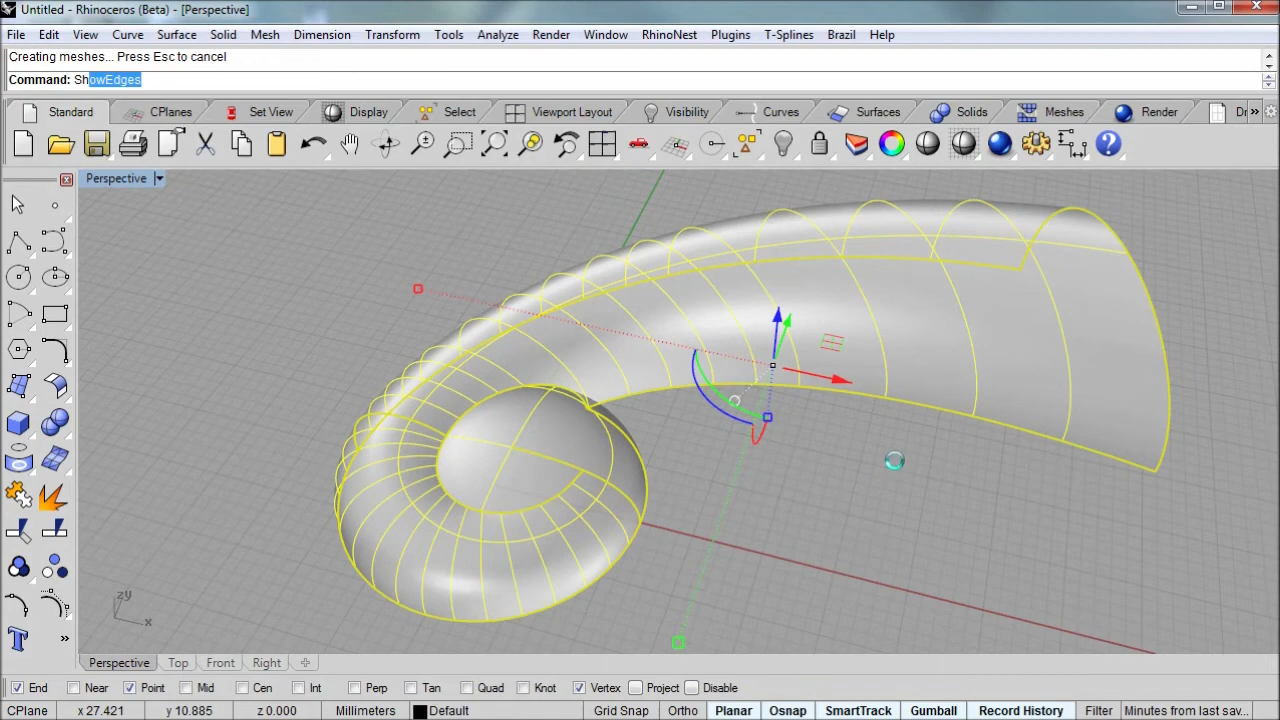 Untitled - Rhinoceros (Beta) - [Perspective]
File Edit View Curve Surface Solid Mesh Dimension Transform Tools Analyze Render Window RhinoNest Plugins T-Splines Brazil Help
Creating meshes... Press Esc to cancel
Command: ShowEdges
Standard CPlanes Set View Display Select Viewport Layout Visibility Curves Surfaces Solids Meshes Render Dr
Perspective
zy
x
Perspective Top Front Right
End Near Point Mid Cen Int Perp Tan Quad Knot Vertex Project Disable
CPlane x 27.421 y 10.885 z 0.000 Millimeters Default Grid Snap Ortho Planar Osnap SmartTrack Gumball Record History Filter Minutes from last sav...